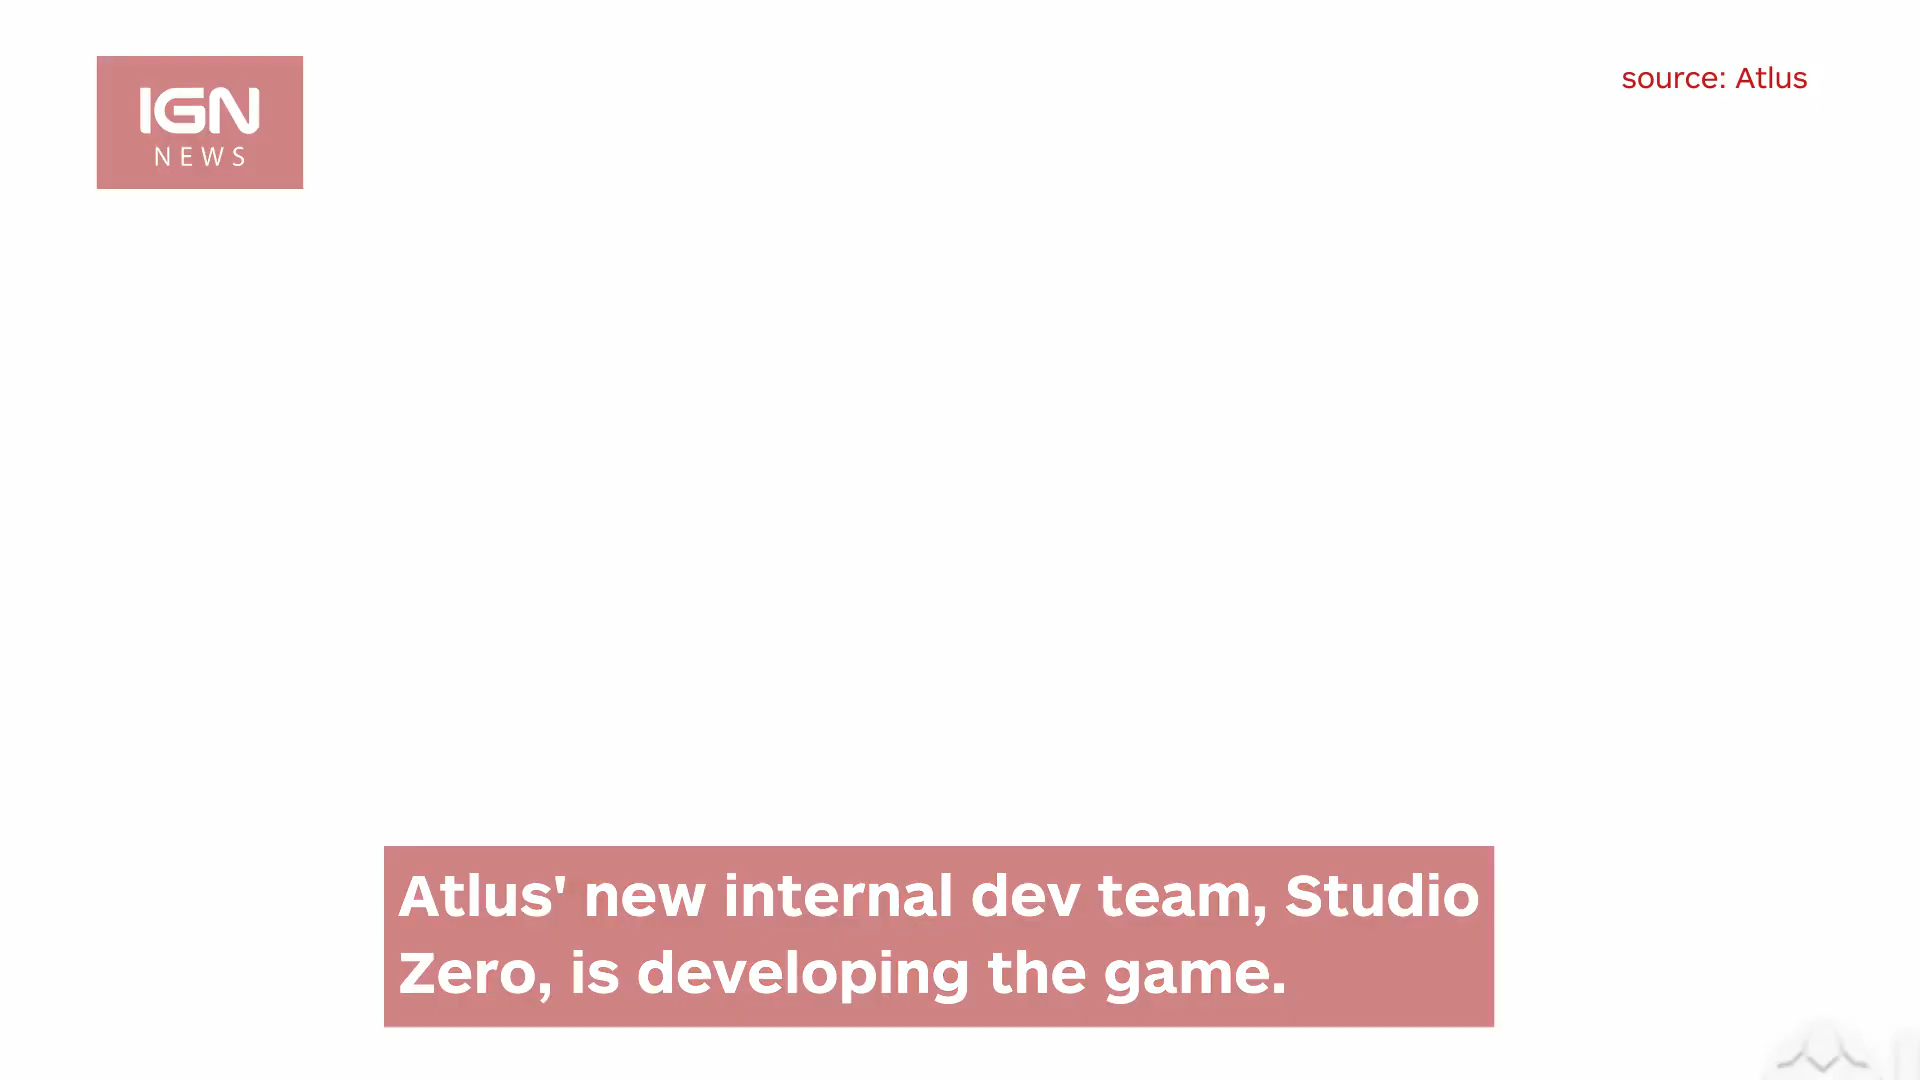 IGN
NEWS
source: Atlus
Atlus' new internal dev team, Studio
Zero, is developing the game.